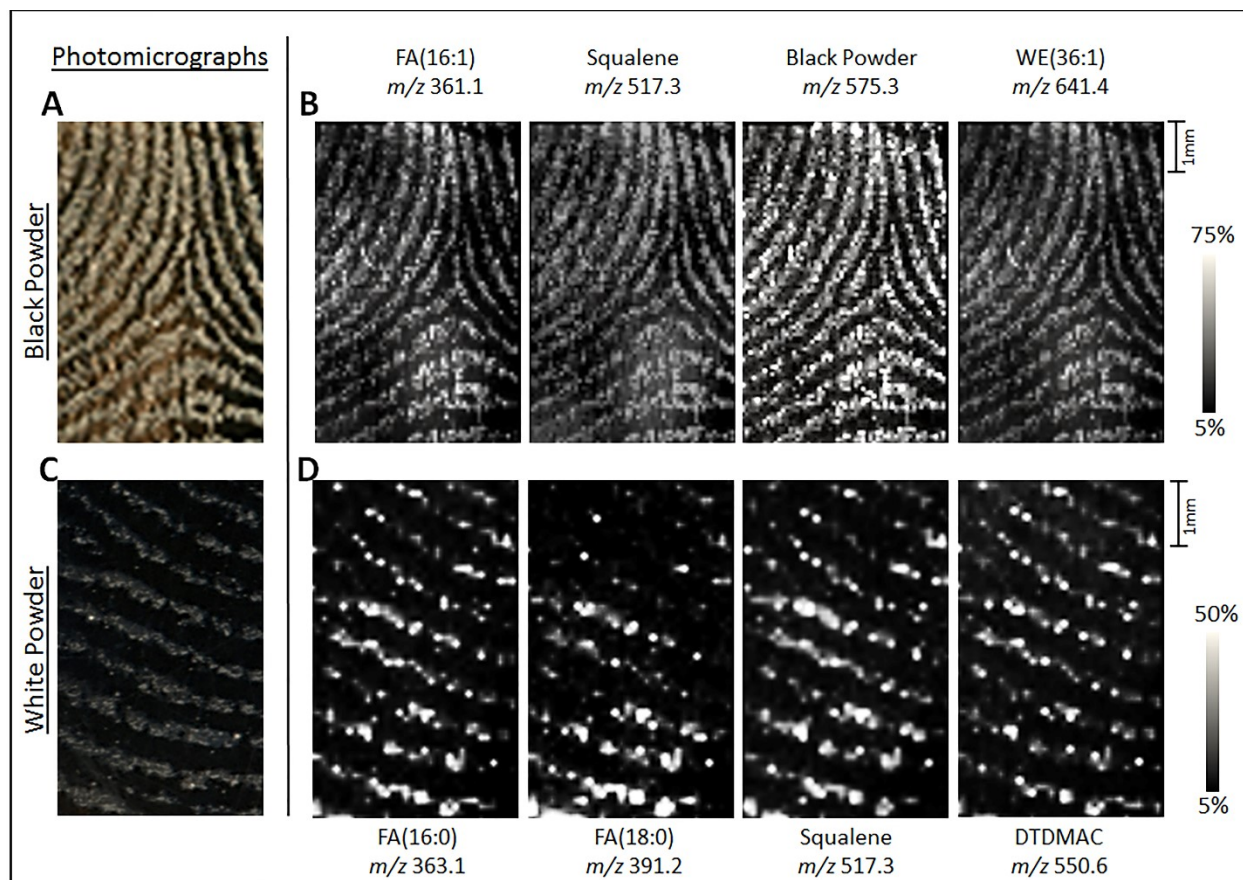 Photomicrographs
FA(16:1)
m/z 361.1
Squalene
m/z 517.3
Black Powder
m/z 575.3
WE(36:1)
m/z 641.4
A
B
Black Powder
1mm
75%
5%
C
D
White Powder
1mm
50%
5%
FA(16:0)
m/z 363.1
FA(18:0)
m/z 391.2
Squalene
m/z 517.3
DTDMAC
m/z 550.6